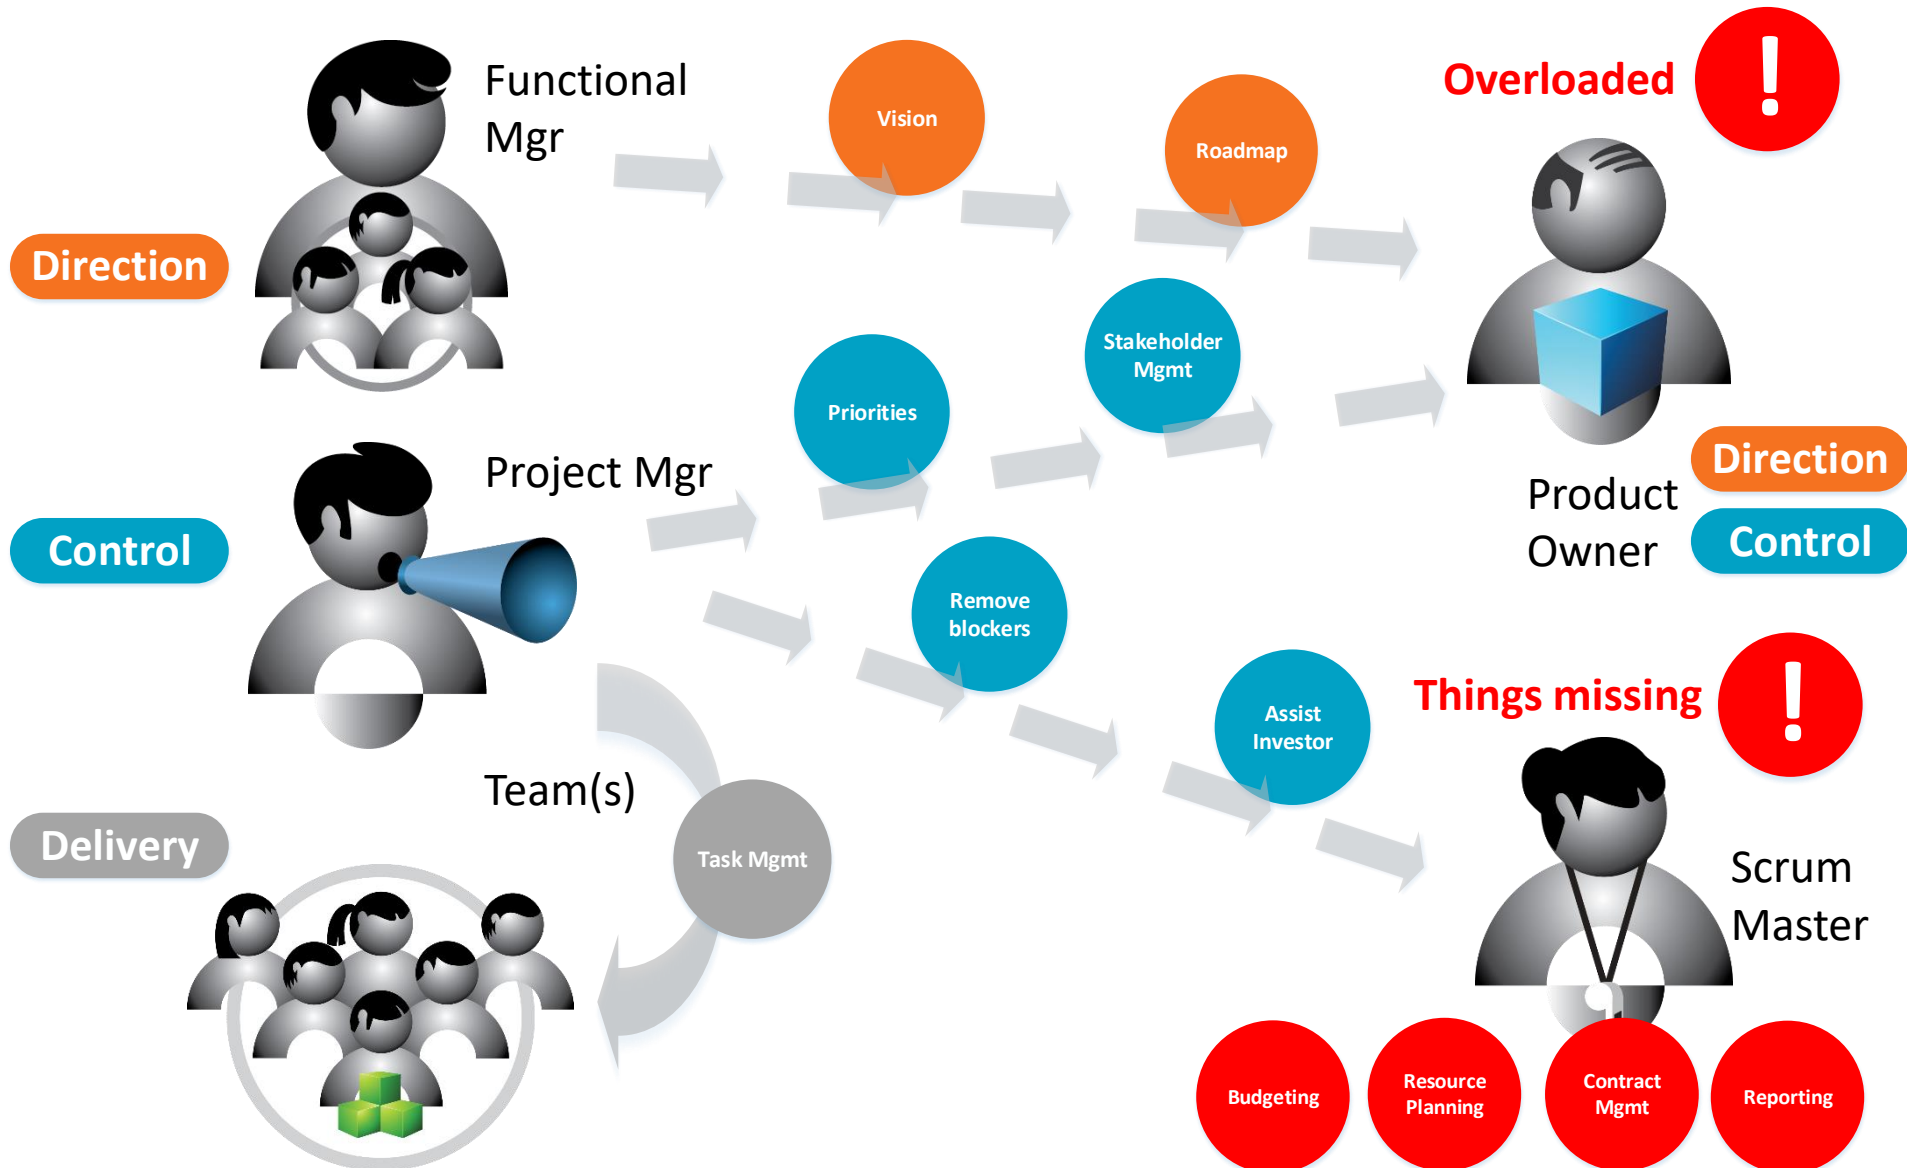 Functional
Mgr
Vision
Roadmap
Overloaded
!
Direction
Stakeholder
Mgmt
Priorities
Project Mgr
Control
Product
Owner
Direction
Control
Remove
blockers
Things missing
!
Assist
Investor
Team(s)
Delivery
Task Mgmt
Scrum
Master
Budgeting
Resource
Planning
Contract
Mgmt
Reporting